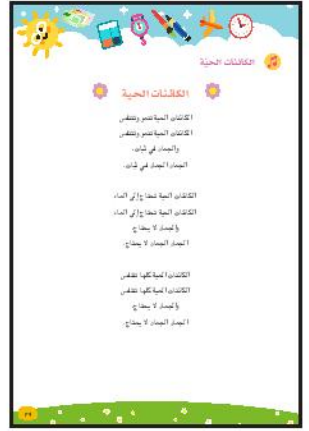 الكائنات الحيّة
الكائنات الحية
الكائنات الحية تنمو وتتنفس
الكائنات الحية تنمو وتتنفس
والجماد في ثبات.
الجماد الجماد في ثبات.
الكائنات الحية تحتاج إلى الماء
الكائنات الحية تحتاج إلى الماء
والجماد لا يحتاج.
الجماد الجماد لا يحتاج.
الكائنات الحية كلها تتنفس
الكائنات الحية كلها تتنفس
والجماد لا يحتاج.
الجماد الجماد لا يحتاج.